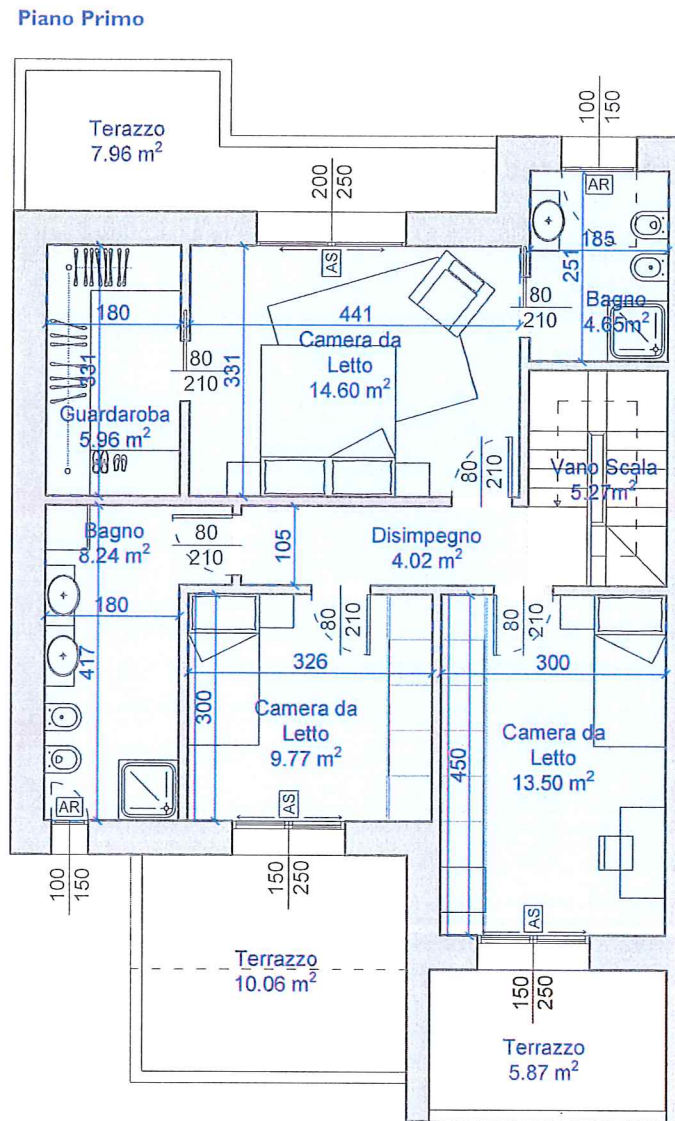 Piano Primo
Terazzo
7.96 m²
100
150
200
250
AR
AS
185
251
Bagno
4.65m²
80
210
180
441
331
Camera da
Letto
14.60 m²
80
210
331
Guardaroba
5.96 m²
80
210
Vano Scala
5.27m²
Bagno
8.24 m²
80
210
105
Disimpegno
4.02 m²
180
417
80
210
80
210
326
300
300
Camera da
Letto
9.77 m²
Camera da
Letto
13.50 m²
450
AR
AS
100
150
150
250
AS
150
250
Terrazzo
10.06 m²
Terrazzo
5.87 m²